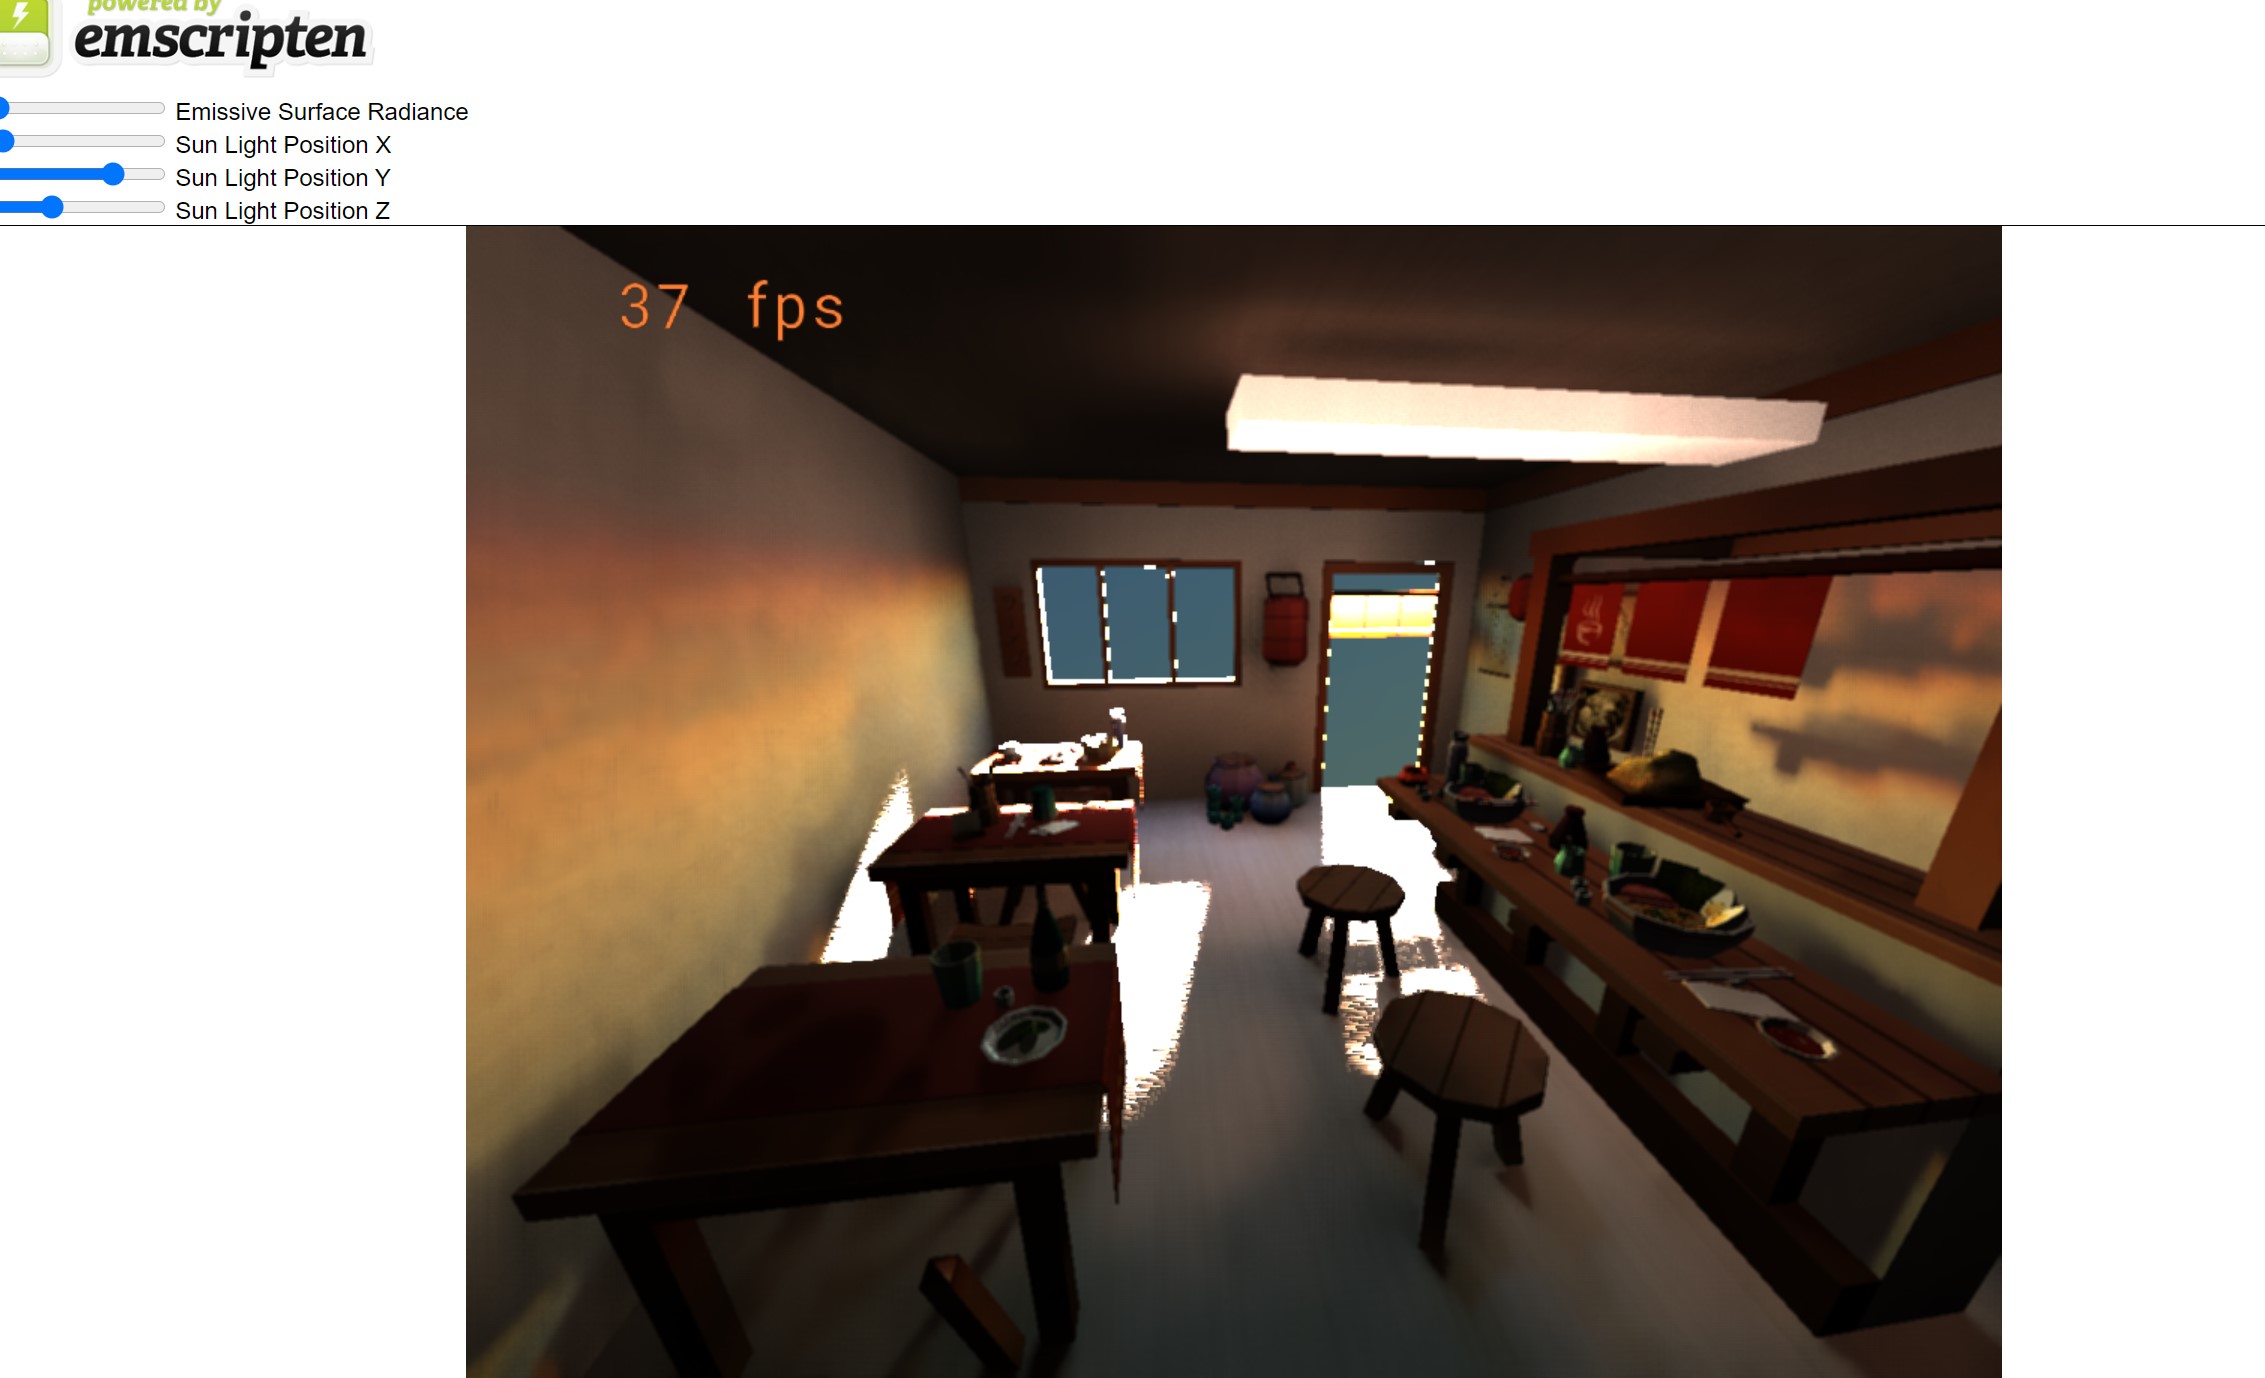 powered by
emscripten
Emissive Surface Radiance
Sun Light Position X
Sun Light Position Y
Sun Light Position Z
37 fps